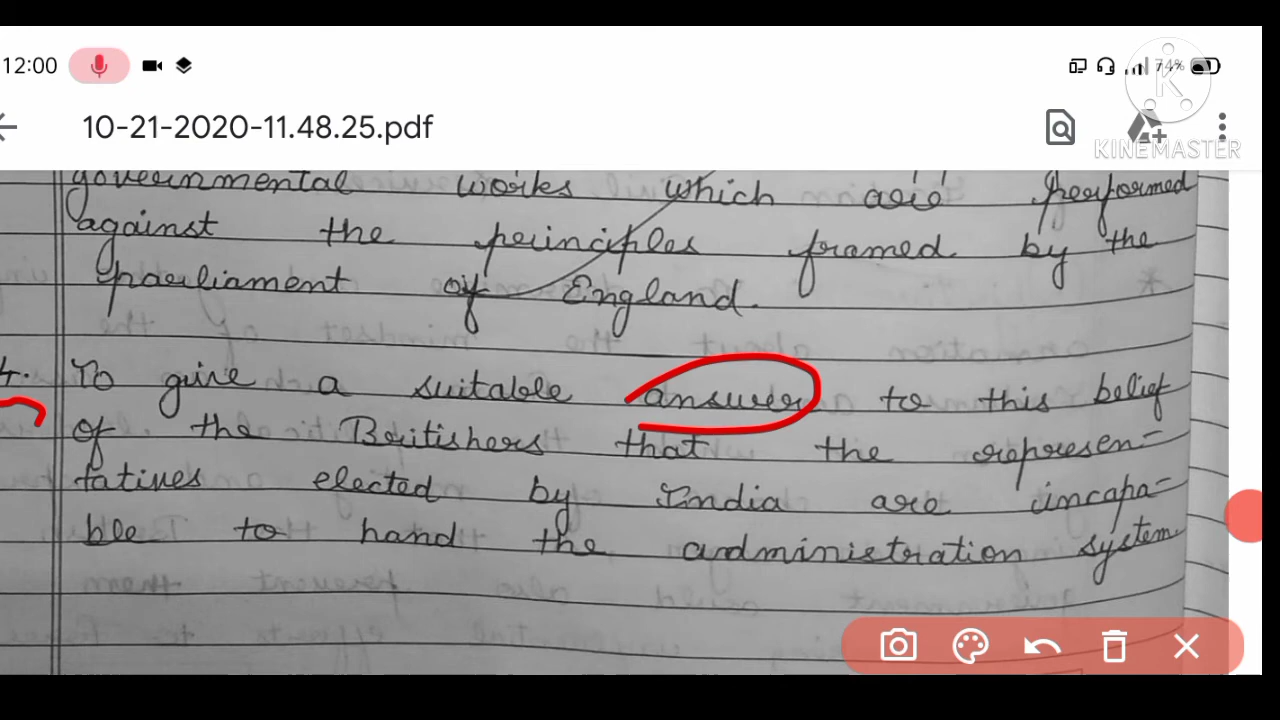 12:00
74%
10-21-2020-11.48.25.pdf
KINEMASTER
governmental works which are performed
against the principles framed by the
parliament of England.
4. To give a suitable answer to this belief
of the Britishers that the represen-
tatives elected by India are incapa-
ble to hand the administration system